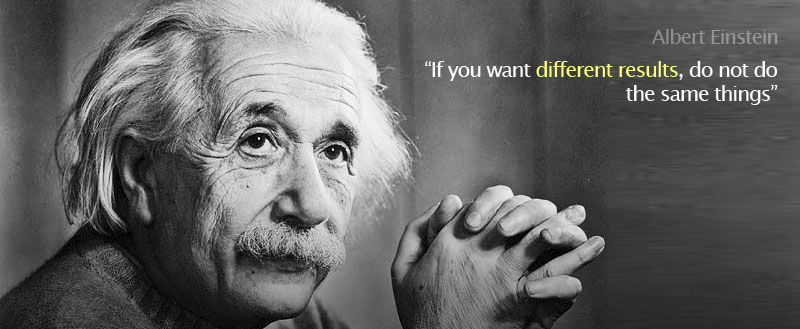 Albert Einstein
“If you want different results, do not do
the same things”